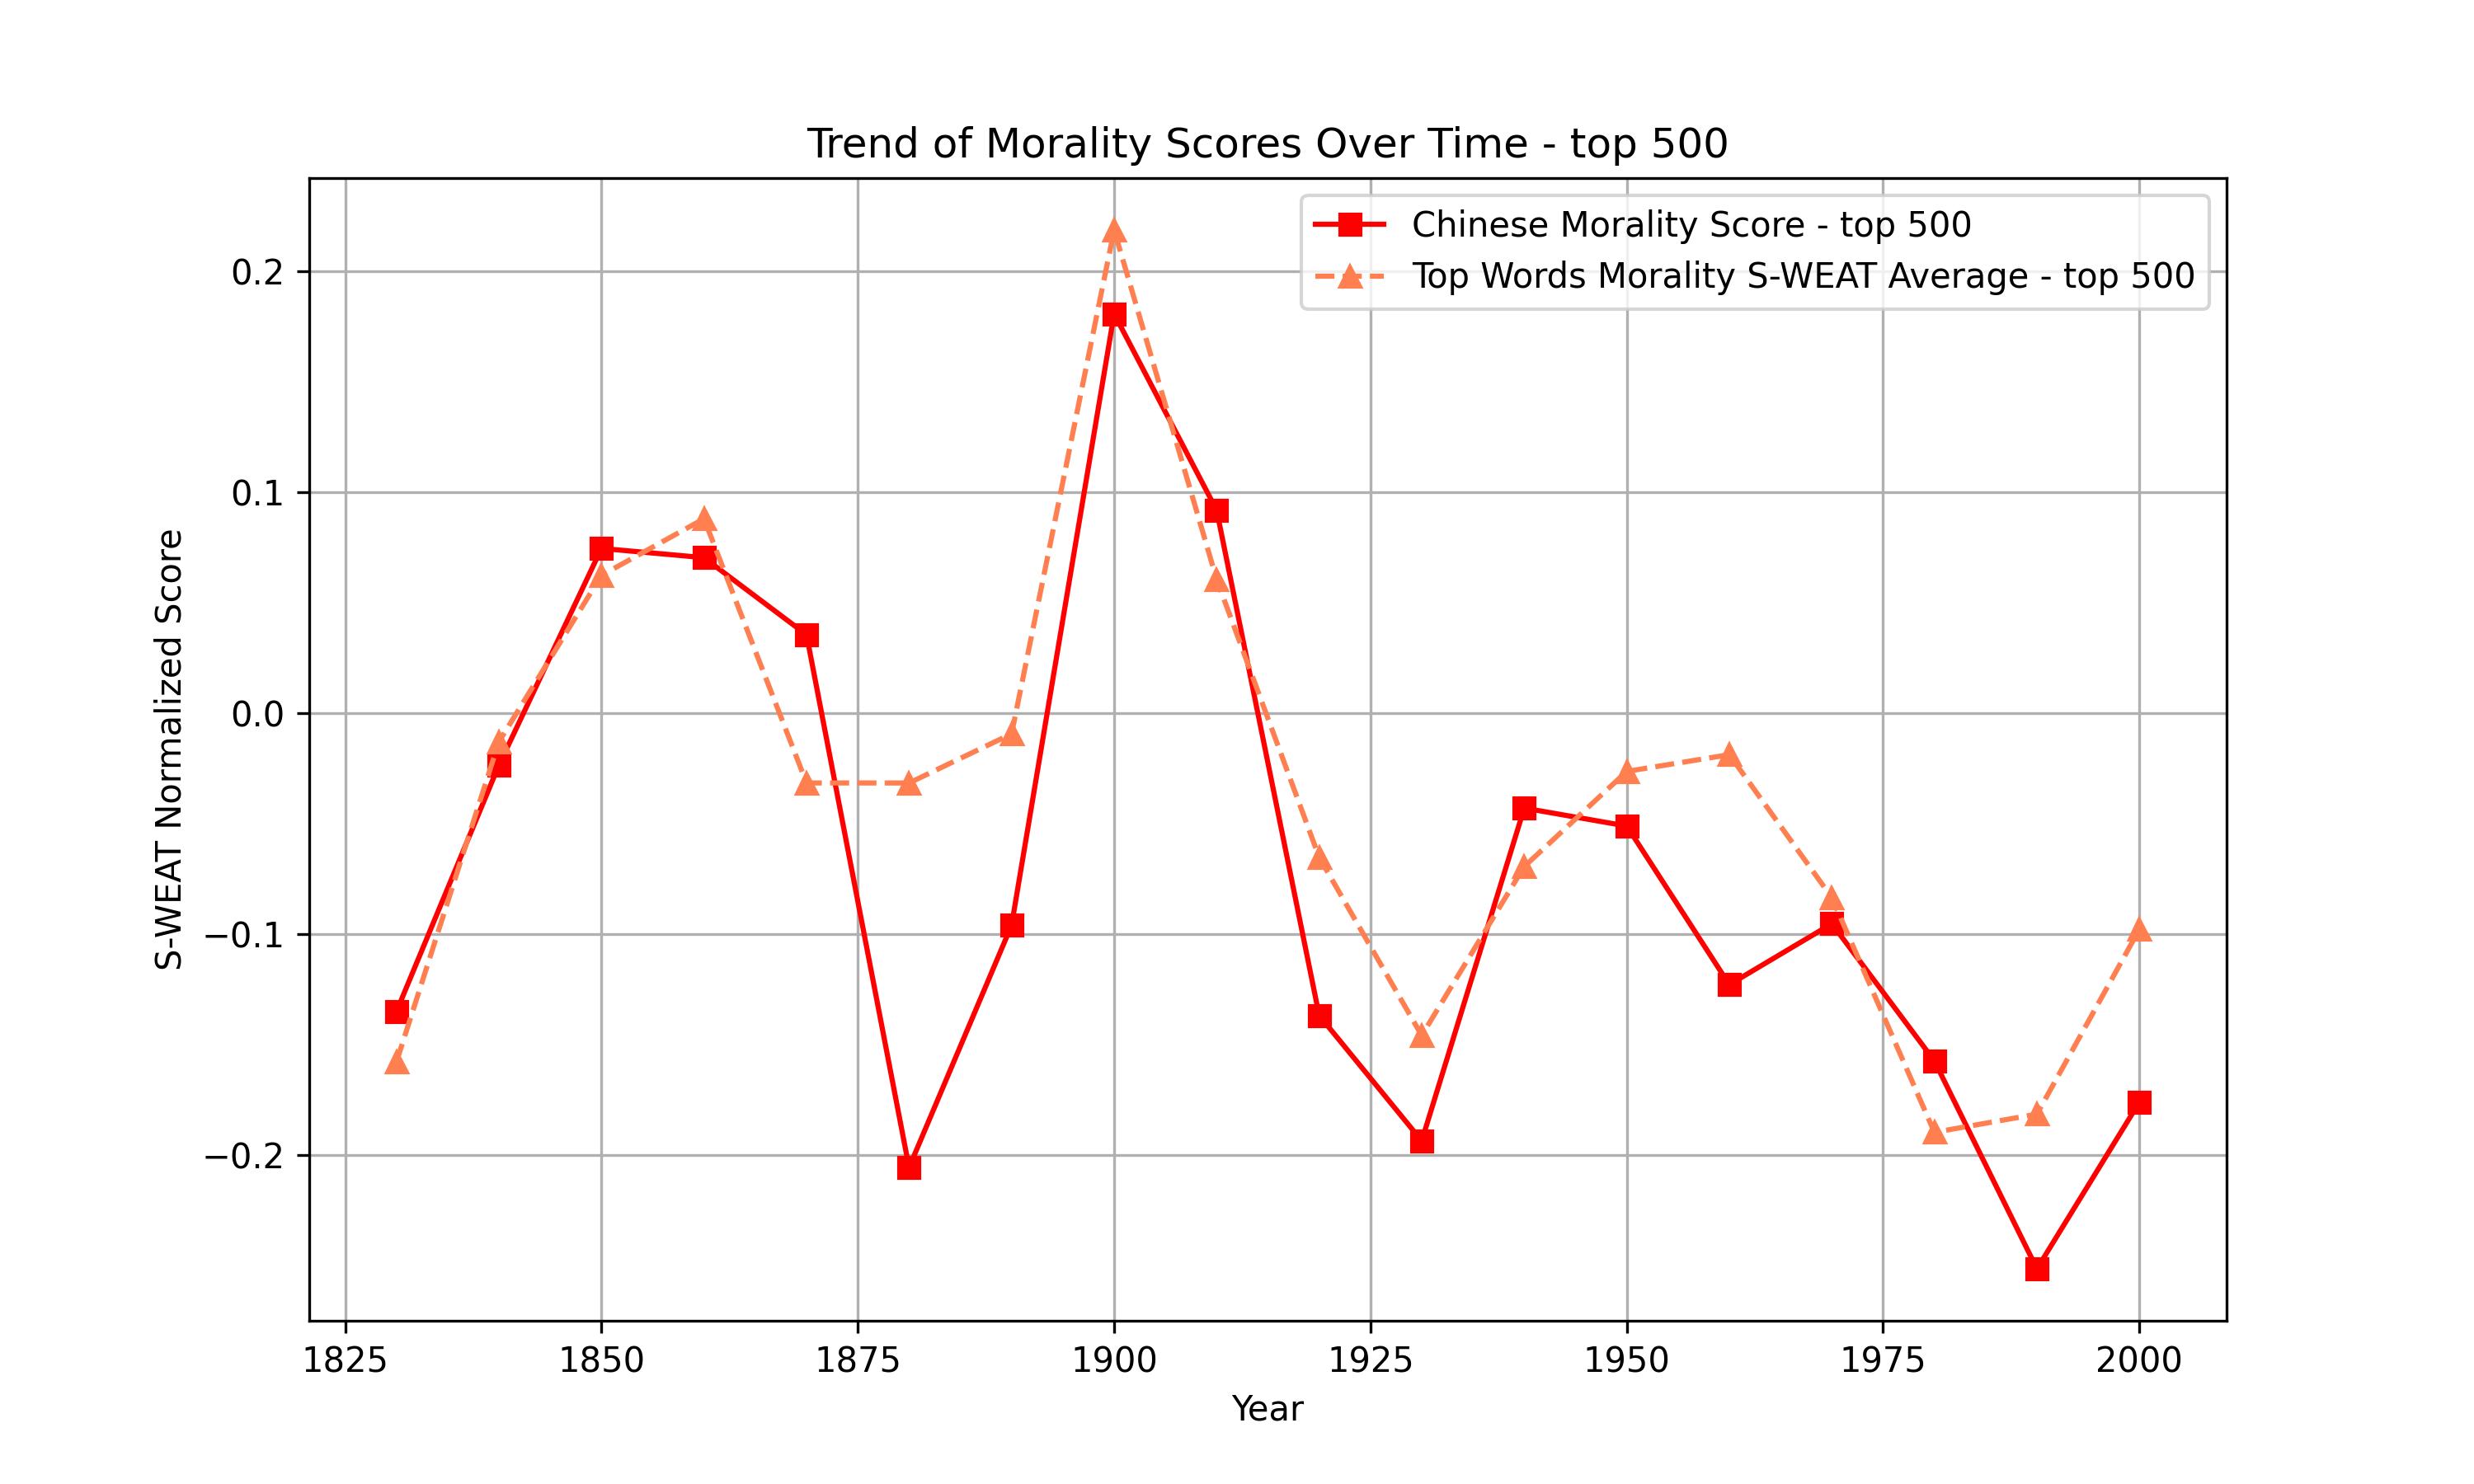 Trend of Morality Scores Over Time - top 500
Chinese Morality Score - top 500
Top Words Morality S-WEAT Average - top 500
S-WEAT Normalized Score
0.2
0.1
0.0
−0.1
−0.2
1825 1850 1875 1900 1925 1950 1975 2000
Year